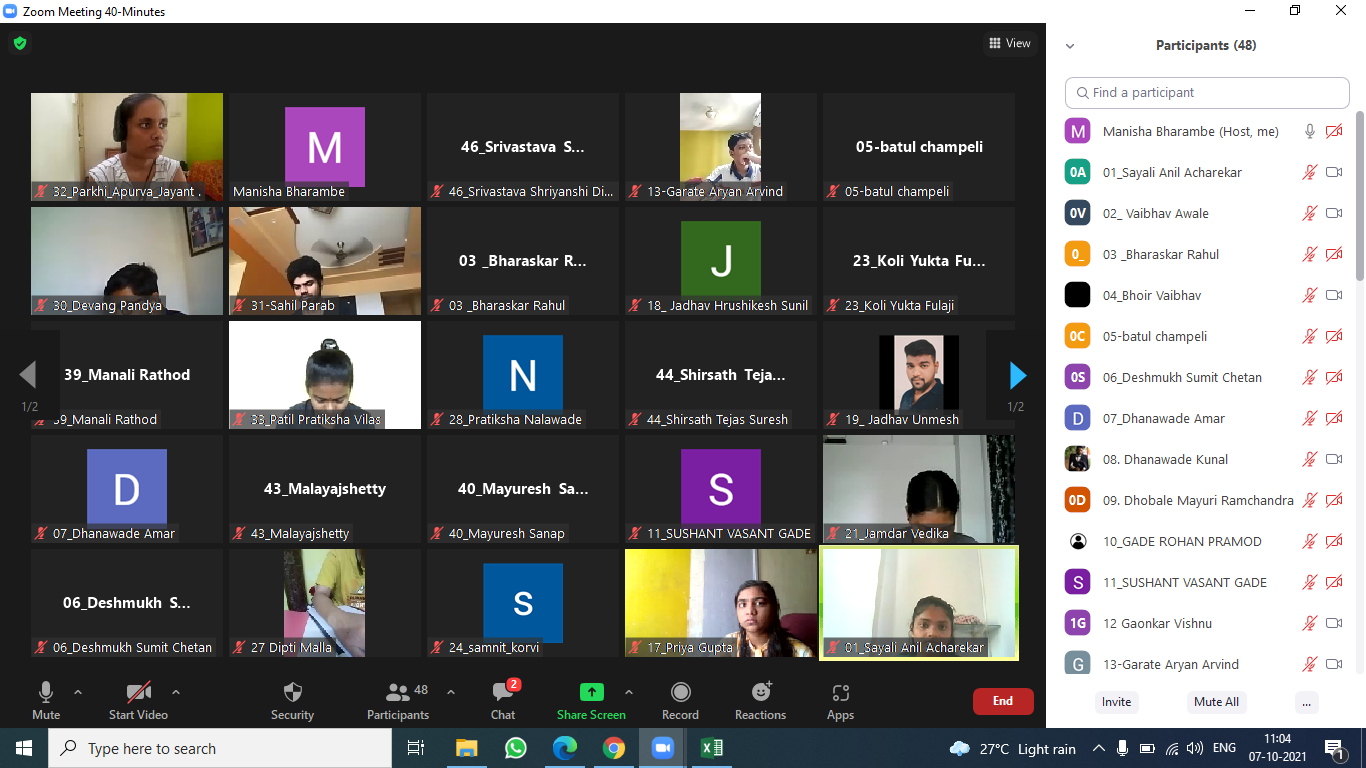 Zoom Meeting 40-Minutes
View
32_Parkhi_Apurva_Jayant .
M
Manisha Bharambe
46_Srivastava S...
46_Srivastava Shriyanshi Di...
13-Garate Aryan Arvind
05-batul champeli
05-batul champeli
30_Devang Pandya
31-Sahil Parab
03 _Bharaskar R...
03 _Bharaskar Rahul
J
18_ Jadhav Hrushikesh Sunil
23_Koli Yukta Fu...
23_Koli Yukta Fulaji
39_Manali Rathod
39_Manali Rathod
1/2
33_Patil Pratiksha Vilas
N
28_Pratiksha Nalawade
44_Shirsath Teja...
44_Shirsath Tejas Suresh
19_ Jadhav Unmesh
1/2
D
07_Dhanawade Amar
43_Malayajshetty
43_Malayajshetty
40_Mayuresh Sa...
40_Mayuresh Sanap
S
11_SUSHANT VASANT GADE
21_Jamdar Vedika
06_Deshmukh S...
06_Deshmukh Sumit Chetan
27 Dipti Malla
s
24_samnit_korvi
17_Priya Gupta
01_Sayali Anil Acharekar
Mute
Start Video
Security
48
Participants
2
Chat
Share Screen
Record
Reactions
Apps
End
Participants (48)
Find a participant
M Manisha Bharambe (Host, me)
0A 01_Sayali Anil Acharekar
0V 02_ Vaibhav Awale
0_ 03 _Bharaskar Rahul
04_Bhoir Vaibhav
0C 05-batul champeli
0S 06_Deshmukh Sumit Chetan
D 07_Dhanawade Amar
08. Dhanawade Kunal
0D 09. Dhobale Mayuri Ramchandra
10_GADE ROHAN PRAMOD
S 11_SUSHANT VASANT GADE
1G 12 Gaonkar Vishnu
G 13-Garate Aryan Arvind
Invite
Mute All
...
Type here to search
27°C Light rain
ENG
11:04
07-10-2021
1